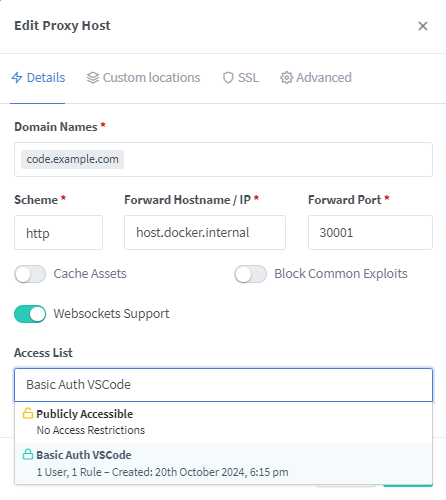 Edit Proxy Host
Details Custom locations SSL Advanced
Domain Names *
code.example.com
Scheme * Forward Hostname / IP * Forward Port *
http host.docker.internal 30001
Cache Assets Block Common Exploits
Websockets Support
Access List
Basic Auth VSCode
Publicly Accessible
No Access Restrictions
Basic Auth VSCode
1 User, 1 Rule – Created: 20th October 2024, 6:15 pm